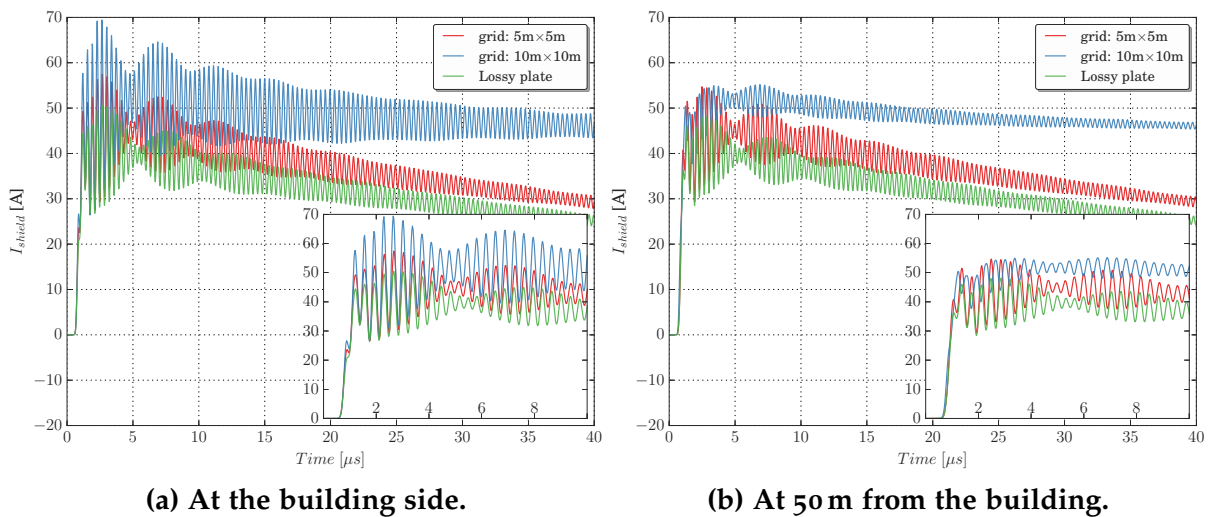 70
60
50
40
30
20
10
0
−10
−20
I_shield [A]
grid: 5m×5m
grid: 10m×10m
Lossy plate
70
60
50
40
30
20
10
0
2 4 6 8
0 5 10 15 20 25 30 35 40
Time [μs]
(a) At the building side.
70
60
50
40
30
20
10
0
−10
−20
I_shield [A]
grid: 5m×5m
grid: 10m×10m
Lossy plate
70
60
50
40
30
20
10
0
2 4 6 8
0 5 10 15 20 25 30 35 40
Time [μs]
(b) At 50 m from the building.